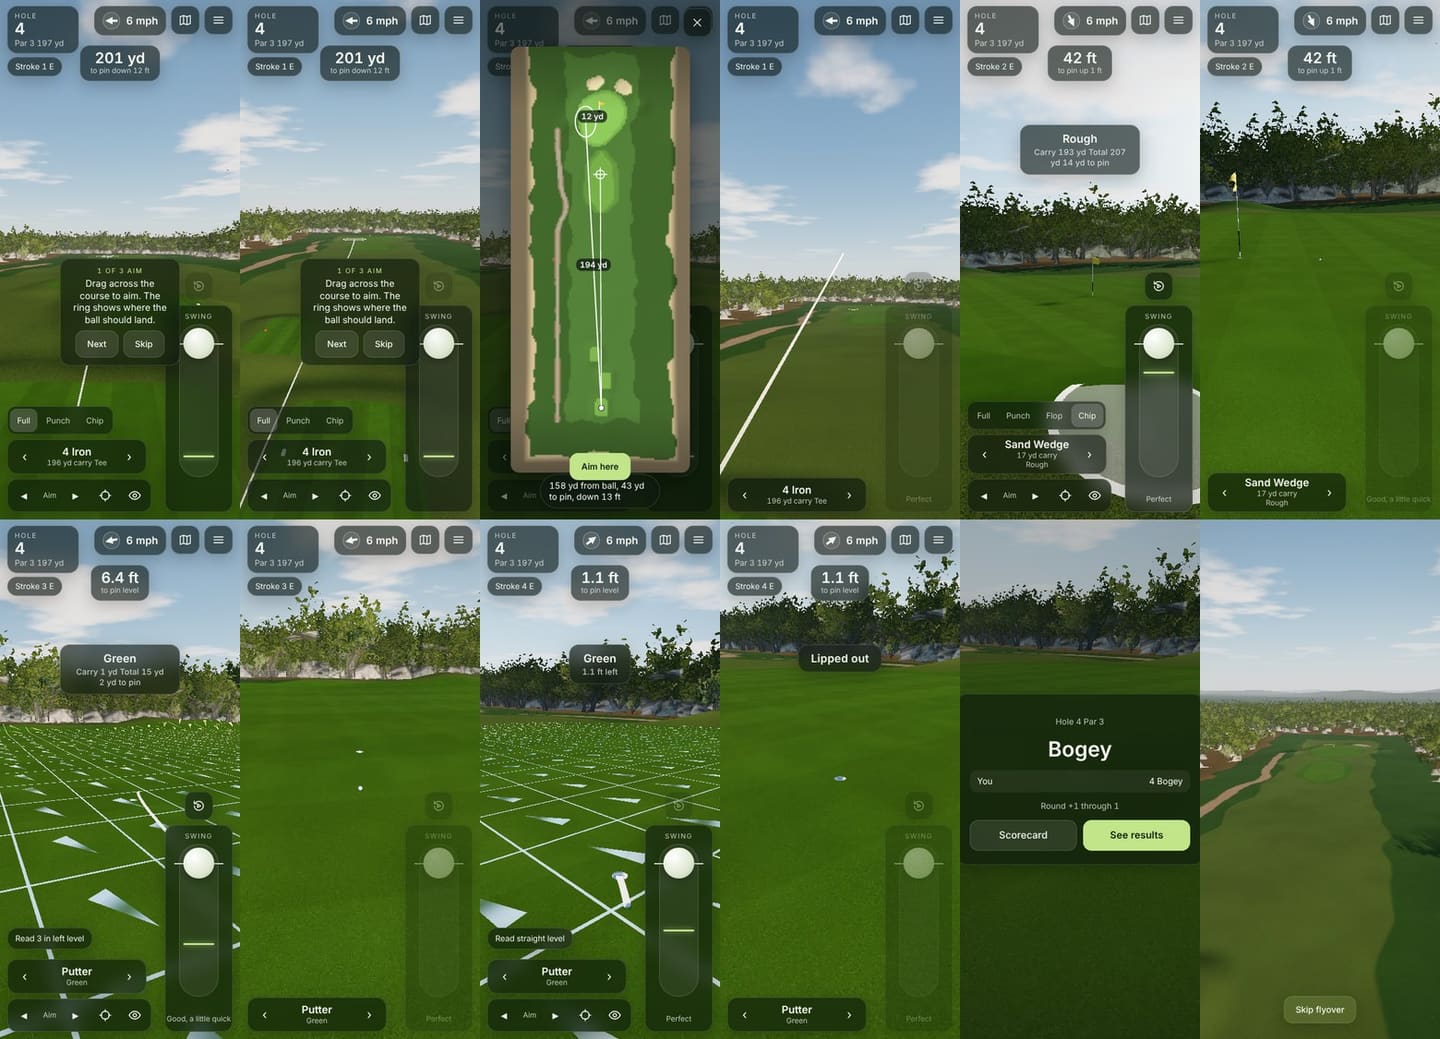 HOLE
4
Par 3 197 yd
6 mph
Stroke 1 E
201 yd
to pin down 12 ft
1 OF 3 AIM
Drag across the
course to aim. The
ring shows where the
ball should land.
Next
Skip
SWING
Full
Punch
Chip
4 Iron
196 yd carry Tee
Aim
HOLE
4
Par 3 197 yd
6 mph
Stroke 1 E
201 yd
to pin down 12 ft
1 OF 3 AIM
Drag across the
course to aim. The
ring shows where the
ball should land.
Next
Skip
SWING
Full
Punch
Chip
4 Iron
196 yd carry Tee
Aim
HOLE
4
Par 3 197 yd
6 mph
12 yd
194 yd
Aim here
158 yd from ball, 43 yd
to pin, down 13 ft
Aim
HOLE
4
Par 3 197 yd
6 mph
Stroke 1 E
SWING
4 Iron
196 yd carry Tee
Perfect
HOLE
4
Par 3 197 yd
6 mph
Stroke 2 E
42 ft
to pin up 1 ft
Rough
Carry 193 yd Total 207
yd 14 yd to pin
SWING
Full
Punch
Flop
Chip
Sand Wedge
17 yd carry
Rough
Aim
Perfect
HOLE
4
Par 3 197 yd
6 mph
Stroke 2 E
42 ft
to pin up 1 ft
SWING
Sand Wedge
17 yd carry
Rough
Good, a little quick
HOLE
4
Par 3 197 yd
6 mph
Stroke 3 E
6.4 ft
to pin level
Green
Carry 1 yd Total 15 yd
2 yd to pin
SWING
Read 3 in left level
Putter
Green
Aim
Good, a little quick
HOLE
4
Par 3 197 yd
6 mph
Stroke 3 E
SWING
Putter
Green
Perfect
HOLE
4
Par 3 197 yd
6 mph
Stroke 4 E
1.1 ft
to pin level
Green
1.1 ft left
SWING
Read straight level
Putter
Green
Aim
Perfect
HOLE
4
Par 3 197 yd
6 mph
Stroke 4 E
1.1 ft
to pin level
Lipped out
SWING
Putter
Green
Perfect
Hole 4 Par 3
Bogey
You
4 Bogey
Round +1 through 1
Scorecard
See results
Skip flyover